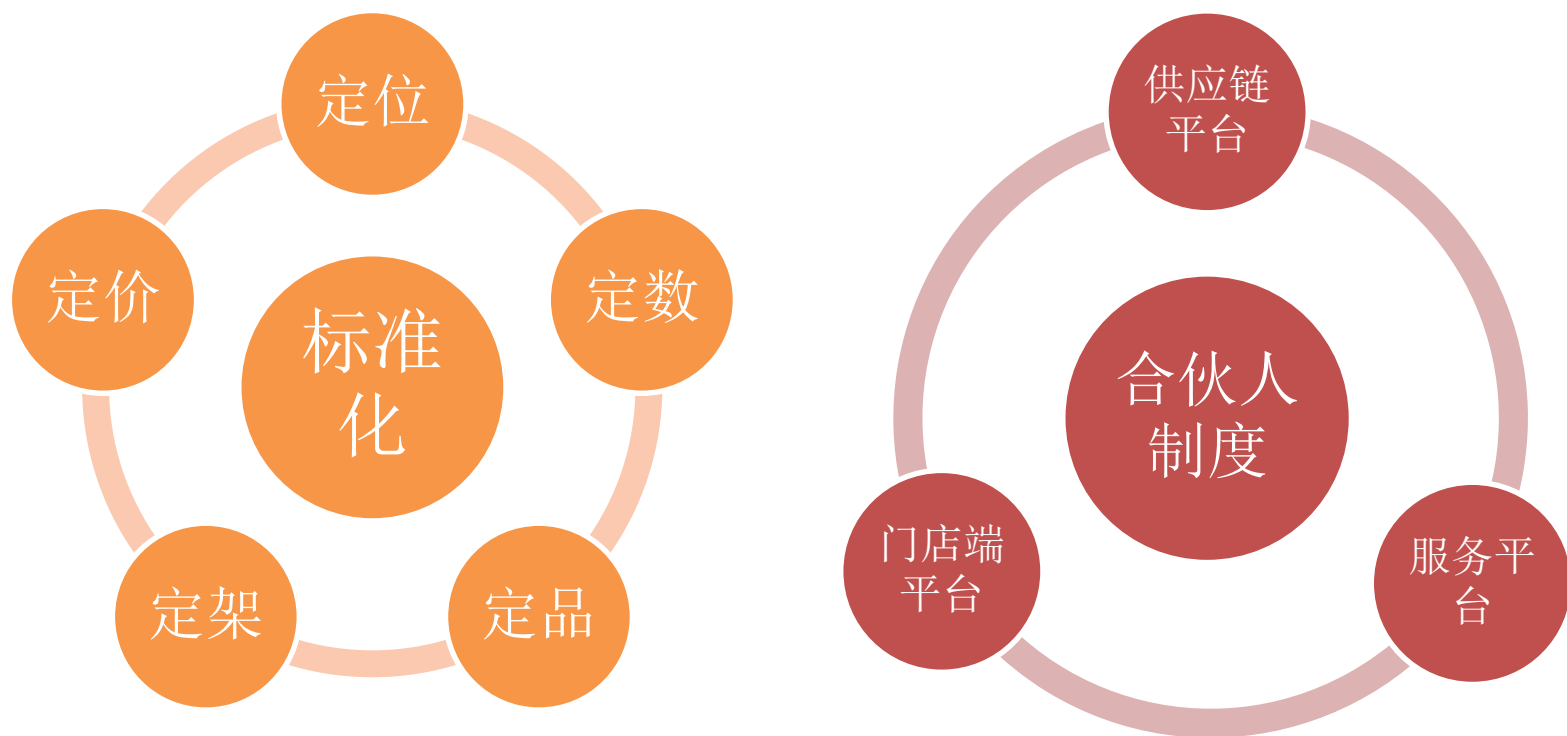 定位
定价
定数
标准
化
定架
定品
供应链
平台
合伙人
制度
门店端
平台
服务平
台